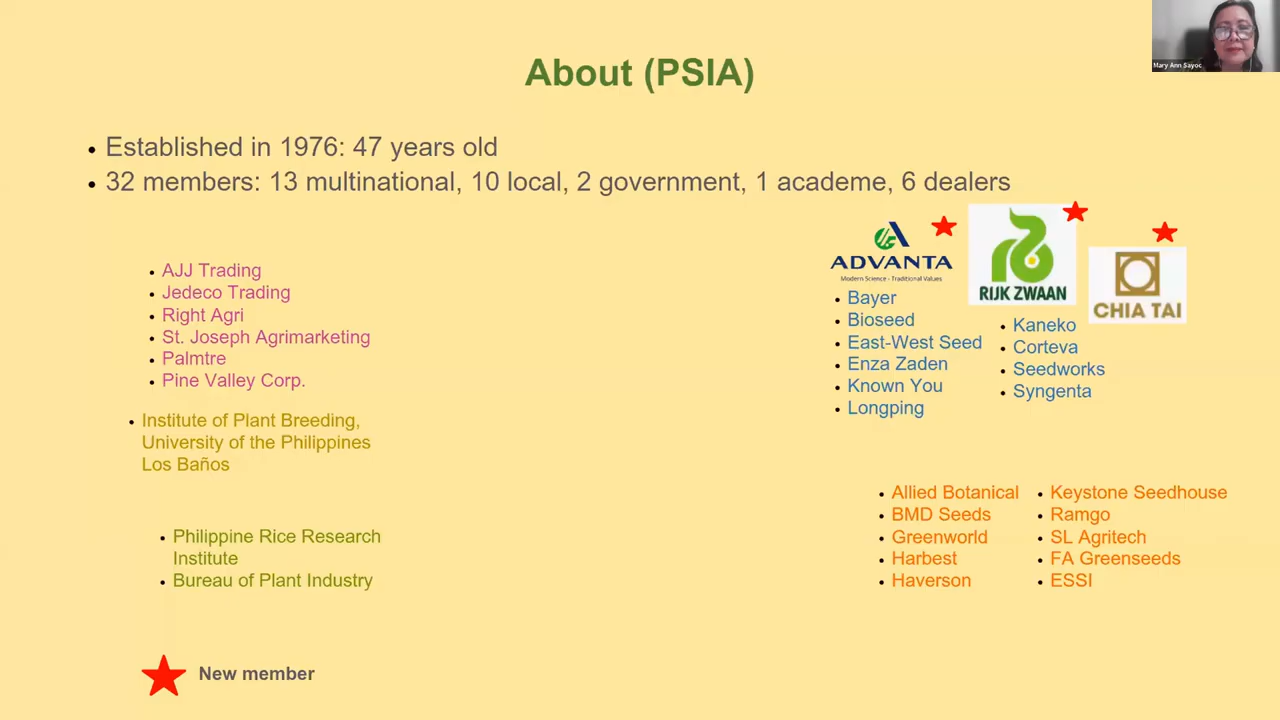 Mary Ann Sayoc
About (PSIA)
Established in 1976: 47 years old
32 members: 13 multinational, 10 local, 2 government, 1 academe, 6 dealers
AJJ Trading
Jedeco Trading
Right Agri
St. Joseph Agrimarketing
Palmtre
Pine Valley Corp.
Institute of Plant Breeding,
University of the Philippines
Los Baños
Philippine Rice Research
Institute
Bureau of Plant Industry
New member
ADVANTA
Modern Science - Traditional Values
RIJK ZWAAN
CHIA TAI
Bayer
Bioseed
East-West Seed
Enza Zaden
Known You
Longping
Kaneko
Corteva
Seedworks
Syngenta
Allied Botanical
BMD Seeds
Greenworld
Harbest
Haverson
Keystone Seedhouse
Ramgo
SL Agritech
FA Greenseeds
ESSI